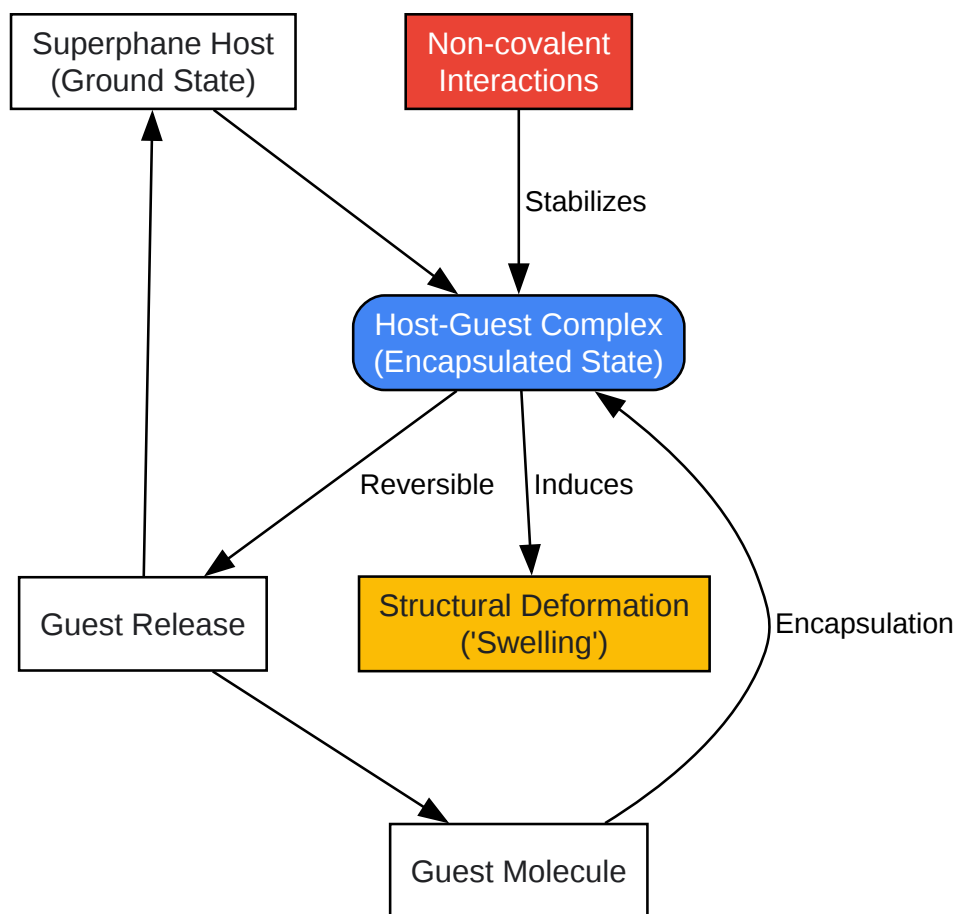 Superphane Host
(Ground State)
Non-covalent
Interactions
Stabilizes
Host-Guest Complex
(Encapsulated State)
Reversible
Induces
Guest Release
Structural Deformation
('Swelling')
Encapsulation
Guest Molecule